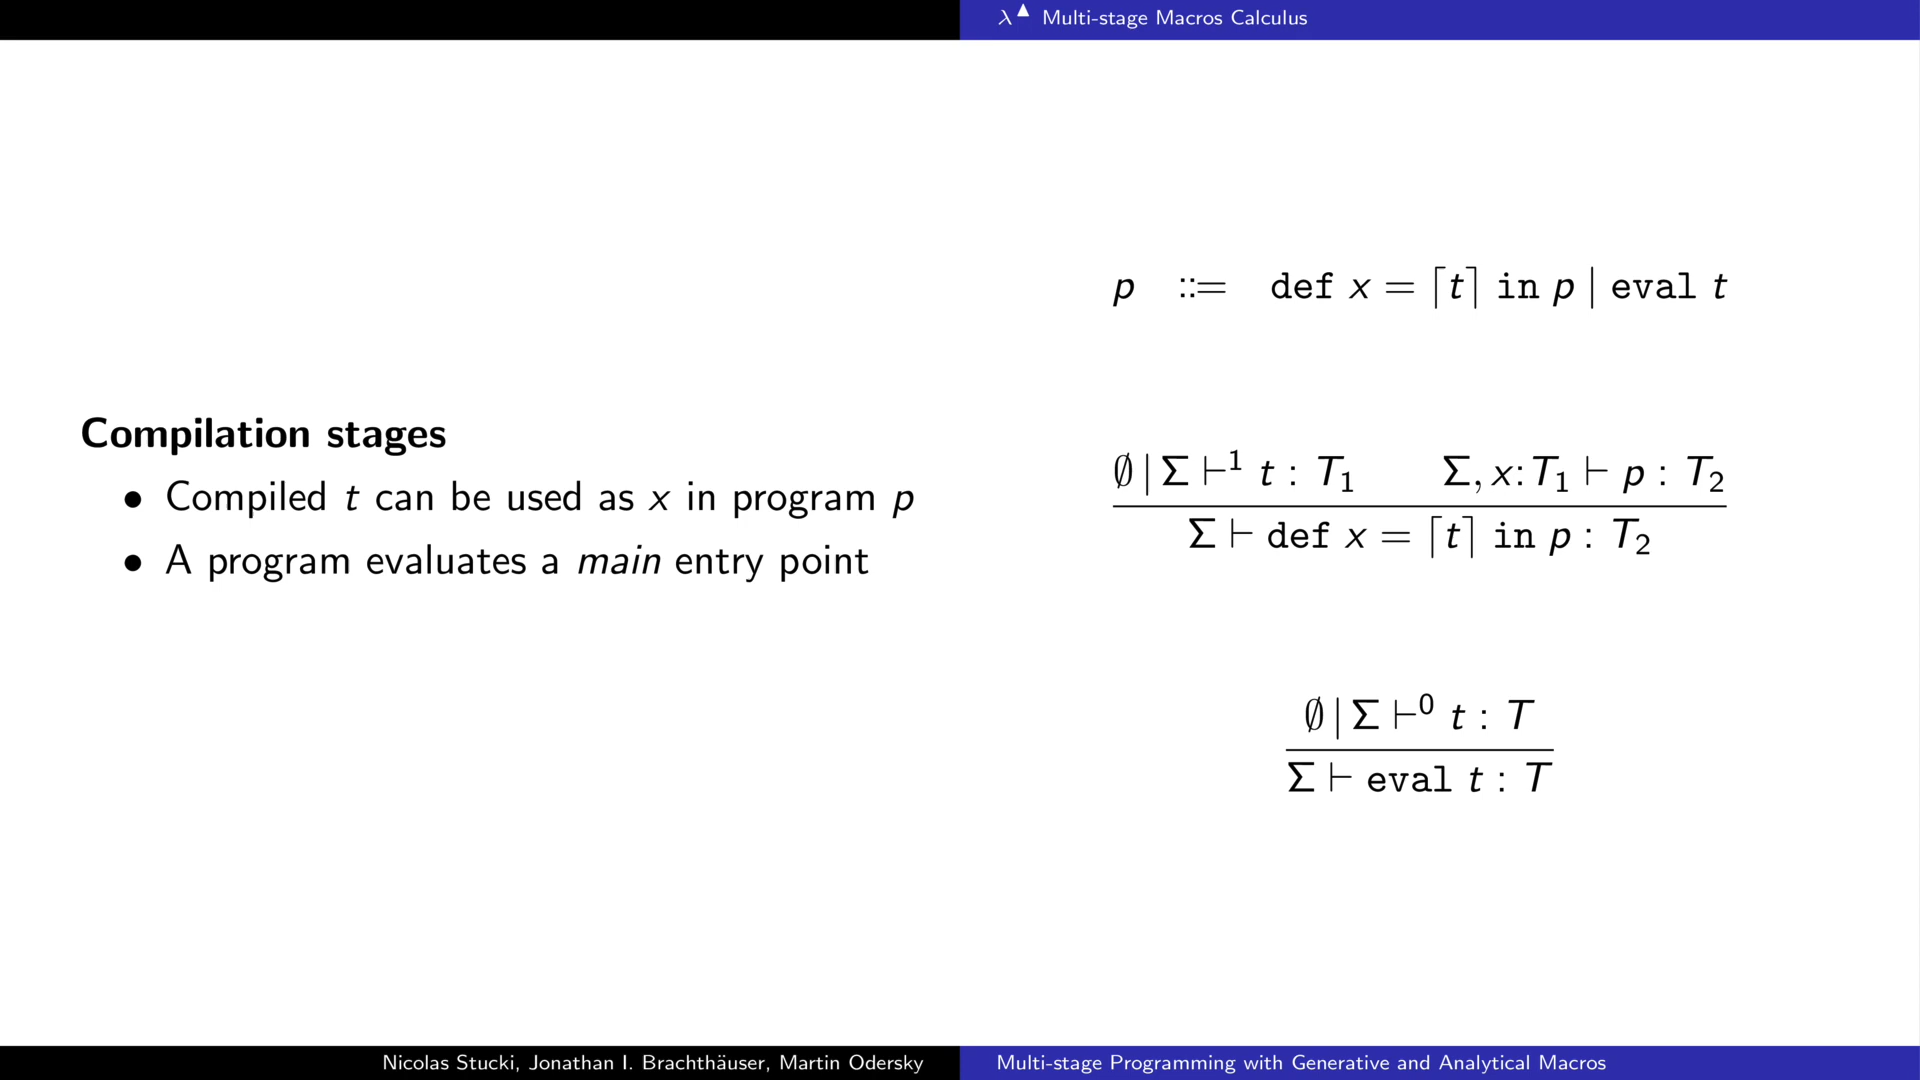 λ▲ Multi-stage Macros Calculus
Compilation stages
• Compiled t can be used as x in program p
• A program evaluates a main entry point
p ::= def x = ⌈t⌉ in p | eval t
∅ | Σ ⊢¹ t : T₁    Σ, x: T₁ ⊢ p : T₂
Σ ⊢ def x = ⌈t⌉ in p : T₂
∅ | Σ ⊢⁰ t : T
Σ ⊢ eval t : T
Nicolas Stucki, Jonathan I. Brachthäuser, Martin Odersky
Multi-stage Programming with Generative and Analytical Macros